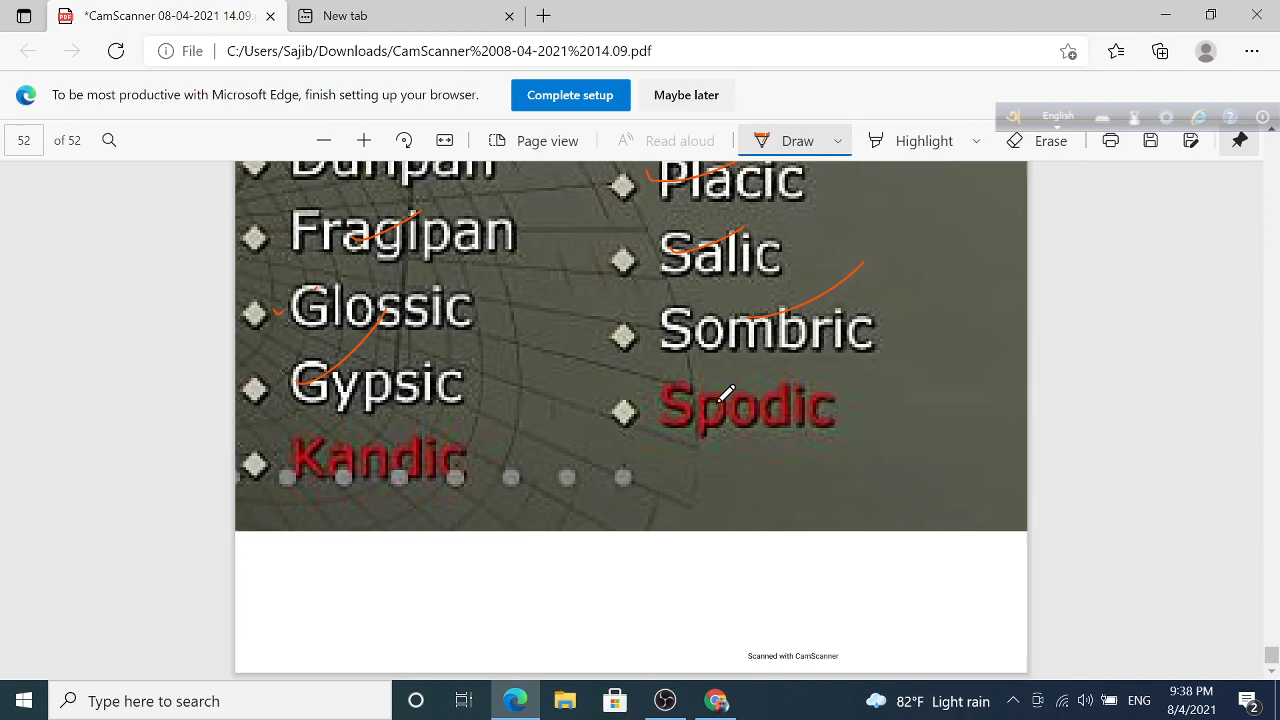 *CamScanner 08-04-2021 14.09.
New tab
File
C:/Users/Sajib/Downloads/CamScanner%2008-04-2021%2014.09.pdf
To be most productive with Microsoft Edge, finish setting up your browser.
Complete setup
Maybe later
English
52
of 52
Page view
Read aloud
Draw
Highlight
Erase
Duripan
Fragipan
Glossic
Gypsic
Kandic
Placic
Salic
Sombric
Spodic
Scanned with CamScanner
Type here to search
82°F Light rain
ENG
9:38 PM
8/4/2021
2